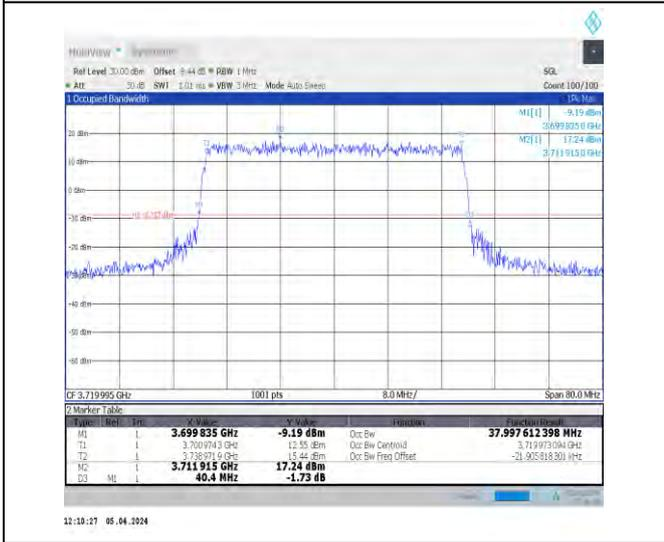 MultiView Spectrum
Ref Level 30.00 dBm Offset 9.44 dB RBW 1 MHz SGL
Att 30 dB SWT 1.01 ms VBW 3 MHz Mode Auto Sweep Count 100/100
1 Occupied Bandwidth 1Pk Max
M1[1] -9.19 dBm
3.6998350 GHz
M2[1] 17.24 dBm
3.7119150 GHz
20 dBm
10 dBm
0 dBm
-10 dBm
-20 dBm
-30 dBm
-40 dBm
-50 dBm
-60 dBm
CF 3.719995 GHz 1001 pts 8.0 MHz/ Span 80.0 MHz
2 Marker Table
Type Ref Trc X-Value Y-Value Function Function Result
M1 1 3.699835 GHz -9.19 dBm Occ Bw 37.997612398 MHz
T1 1 3.7009743 GHz 12.55 dBm Occ Bw Centroid 3.719973094 GHz
T2 1 3.7389719 GHz 15.44 dBm Occ Bw Freq Offset -21.905818301 kHz
M2 1 3.711915 GHz 17.24 dBm
D3 M1 1 40.4 MHz -1.73 dB
12:10:27 05.04.2024